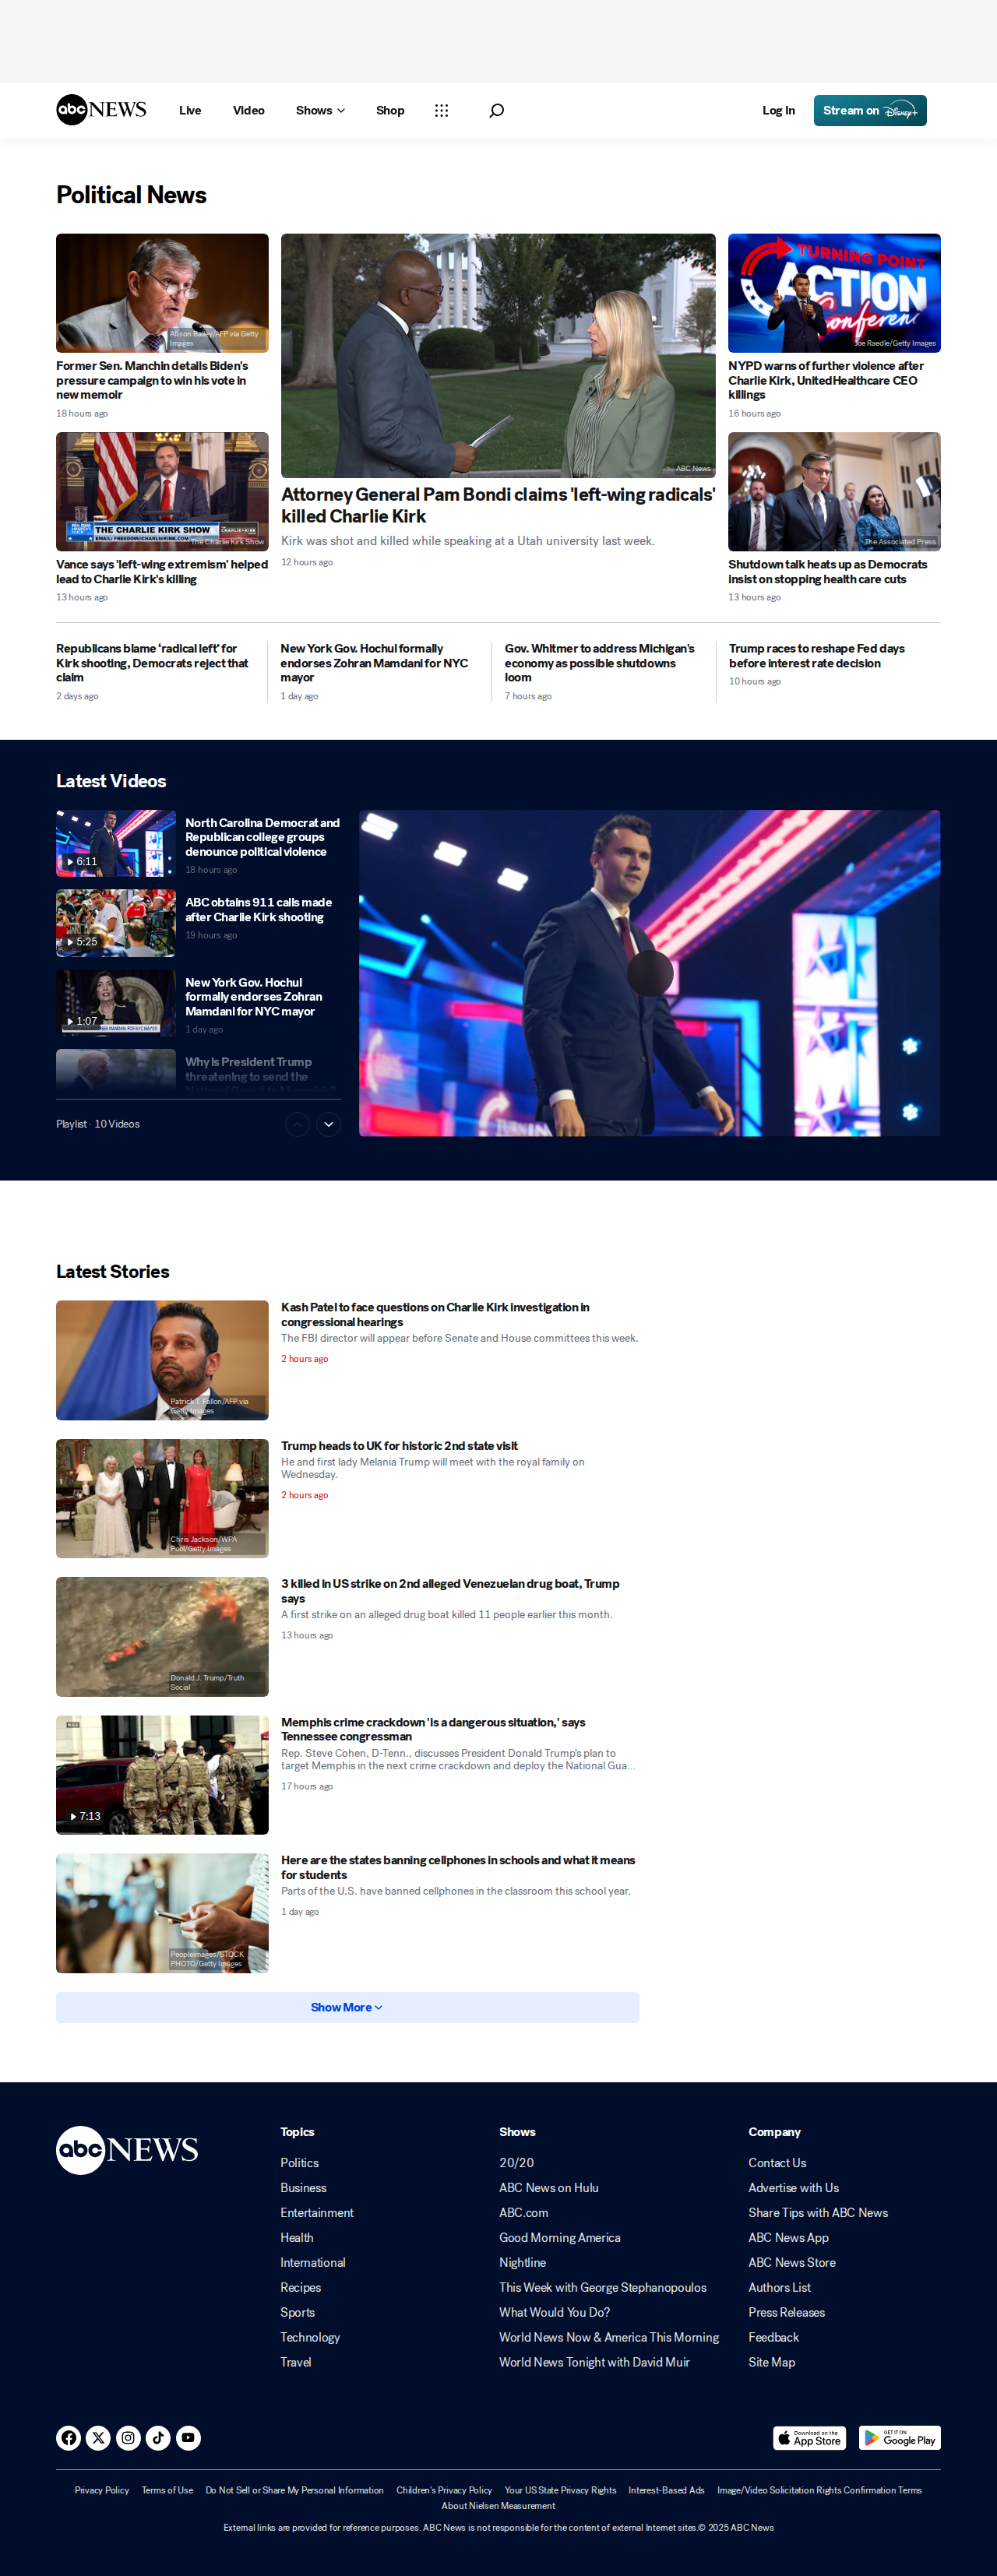 abc NEWS
Live
Video
Shows
Shop
Log In
Stream on Disney+
Political News
Allison Bailey/AFP via Getty
Images
Former Sen. Manchin details Biden's
pressure campaign to win his vote in
new memoir
18 hours ago
THE CHARLIE KIRK SHOW
The Charlie Kirk Show
Vance says 'left-wing extremism' helped
lead to Charlie Kirk's killing
13 hours ago
ABC News
Attorney General Pam Bondi claims 'left-wing radicals'
killed Charlie Kirk
Kirk was shot and killed while speaking at a Utah university last week.
12 hours ago
TURNING POINT
ACTION
Conferen
Joe Raedle/Getty Images
NYPD warns of further violence after
Charlie Kirk, UnitedHealthcare CEO
killings
16 hours ago
The Associated Press
Shutdown talk heats up as Democrats
insist on stopping health care cuts
13 hours ago
Republicans blame ‘radical left’ for
Kirk shooting, Democrats reject that
claim
2 days ago
New York Gov. Hochul formally
endorses Zohran Mamdani for NYC
mayor
1 day ago
Gov. Whitmer to address Michigan's
economy as possible shutdowns
loom
7 hours ago
Trump races to reshape Fed days
before interest rate decision
10 hours ago
Latest Videos
6:11
North Carolina Democrat and
Republican college groups
denounce political violence
18 hours ago
5:25
ABC obtains 911 calls made
after Charlie Kirk shooting
19 hours ago
1:07
New York Gov. Hochul
formally endorses Zohran
Mamdani for NYC mayor
1 day ago
Why is President Trump
threatening to send the
Playlist · 10 Videos
Latest Stories
Patrick T. Fallon/AFP via
Getty Images
Kash Patel to face questions on Charlie Kirk investigation in
congressional hearings
The FBI director will appear before Senate and House committees this week.
2 hours ago
Chris Jackson/WPA
Pool/Getty Images
Trump heads to UK for historic 2nd state visit
He and first lady Melania Trump will meet with the royal family on
Wednesday.
2 hours ago
Donald J. Trump/Truth
Social
3 killed in US strike on 2nd alleged Venezuelan drug boat, Trump
says
A first strike on an alleged drug boat killed 11 people earlier this month.
13 hours ago
7:13
Memphis crime crackdown 'is a dangerous situation,' says
Tennessee congressman
Rep. Steve Cohen, D-Tenn., discusses President Donald Trump's plan to
target Memphis in the next crime crackdown and deploy the National Gua...
17 hours ago
Peopleimages/STOCK
PHOTO/Getty Images
Here are the states banning cellphones in schools and what it means
for students
Parts of the U.S. have banned cellphones in the classroom this school year.
1 day ago
Show More
abc NEWS
Topics
Politics
Business
Entertainment
Health
International
Recipes
Sports
Technology
Travel
Shows
20/20
ABC News on Hulu
ABC.com
Good Morning America
Nightline
This Week with George Stephanopoulos
What Would You Do?
World News Now & America This Morning
World News Tonight with David Muir
Company
Contact Us
Advertise with Us
Share Tips with ABC News
ABC News App
ABC News Store
Authors List
Press Releases
Feedback
Site Map
Download on the
App Store
GET IT ON
Google Play
Privacy Policy
Terms of Use
Do Not Sell or Share My Personal Information
Children's Privacy Policy
Your US State Privacy Rights
Interest-Based Ads
Image/Video Solicitation Rights Confirmation Terms
About Nielsen Measurement
External links are provided for reference purposes. ABC News is not responsible for the content of external Internet sites.© 2025 ABC News